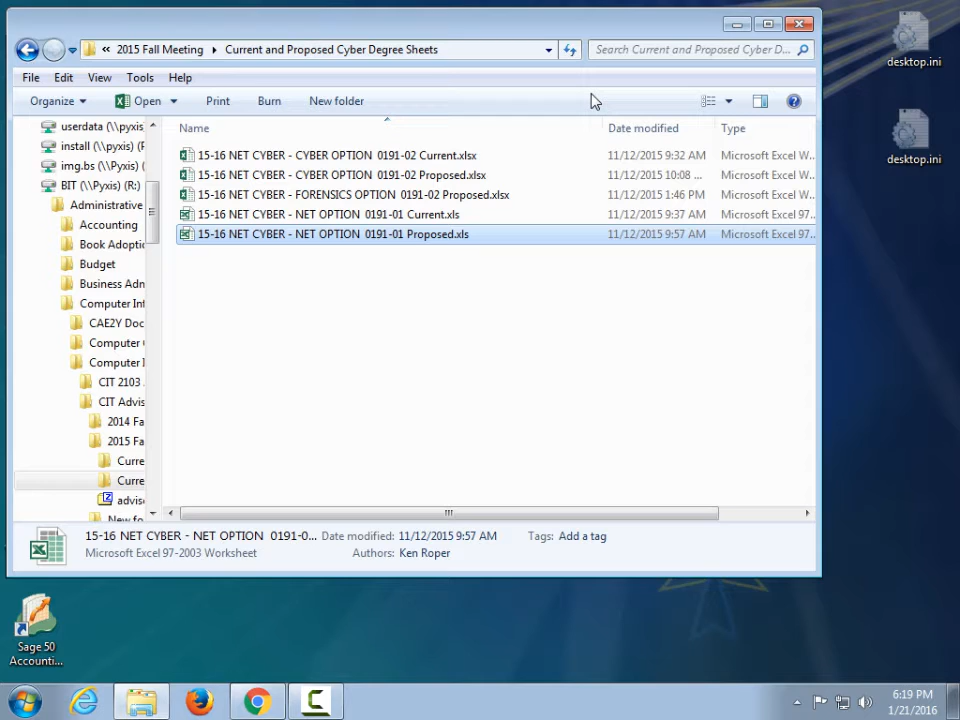 « 2015 Fall Meeting Current and Proposed Cyber Degree Sheets
Search Current and Proposed Cyber D...
File Edit View Tools Help
Organize Open Print Burn New folder
Name Date modified Type
15-16 NET CYBER - CYBER OPTION 0191-02 Current.xlsx 11/12/2015 9:32 AM Microsoft Excel W...
15-16 NET CYBER - CYBER OPTION 0191-02 Proposed.xlsx 11/12/2015 10:08 ... Microsoft Excel W...
15-16 NET CYBER - FORENSICS OPTION 0191-02 Proposed.xlsx 11/12/2015 1:46 PM Microsoft Excel W...
15-16 NET CYBER - NET OPTION 0191-01 Current.xls 11/12/2015 9:37 AM Microsoft Excel 97...
15-16 NET CYBER - NET OPTION 0191-01 Proposed.xls 11/12/2015 9:57 AM Microsoft Excel 97...
userdata (\\pyxis
install (\\pyxis) (
img.bs (\\Pyxis) (
BIT (\\Pyxis) (R:)
Administrative
Accounting
Book Adoptio
Budget
Business Adm
Computer Inf
CAE2Y Doc
Computer
Computer I
CIT 2103
CIT Advis
2014 Fa
2015 Fa
Curre
Curre
advis
New fo
15-16 NET CYBER - NET OPTION 0191-0... Date modified: 11/12/2015 9:57 AM Tags: Add a tag
Microsoft Excel 97-2003 Worksheet Authors: Ken Roper
desktop.ini
desktop.ini
Sage 50
Accounti...
6:19 PM
1/21/2016